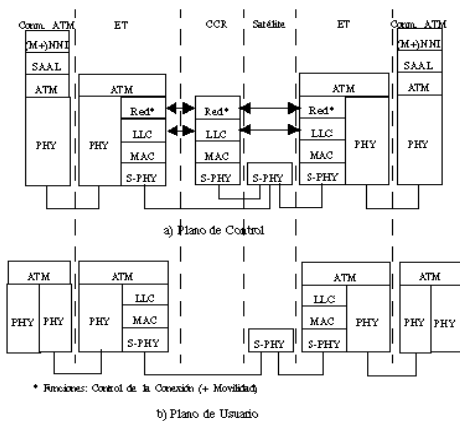 Conm. ATM ET CCR Satélite ET Conm. ATM
(M+)NNI (M+)NNI
SAAL SAAL
ATM ATM ATM ATM
Red* Red* Red*
PHY PHY LLC LLC LLC PHY PHY
MAC MAC MAC
S-PHY S-PHY S-PHY S-PHY
a) Plano de Control
ATM ATM ATM ATM
LLC LLC
PHY PHY PHY MAC MAC PHY PHY PHY
S-PHY S-PHY S-PHY
* Funciones: Control de la Conexión (+ Movilidad)
b) Plano de Usuario